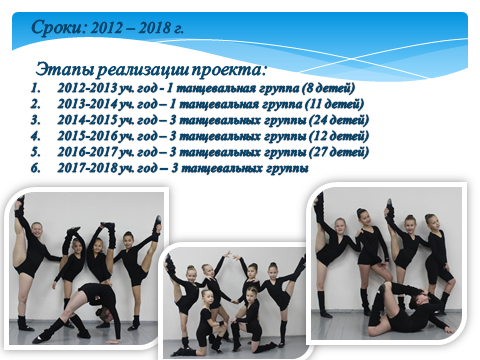 Сроки: 2012 – 2018 г.
Этапы реализации проекта:
1. 2012-2013 уч. год - 1 танцевальная группа (8 детей)
2. 2013-2014 уч. год – 1 танцевальная группа (11 детей)
3. 2014-2015 уч. год – 3 танцевальных группы (24 детей)
4. 2015-2016 уч. год – 3 танцевальных группы (12 детей)
5. 2016-2017 уч. год – 3 танцевальных группы (27 детей)
6. 2017-2018 уч. год – 3 танцевальных группы